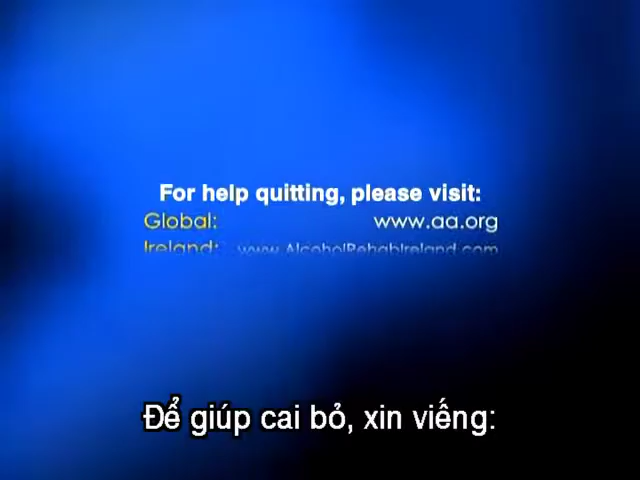 For help quitting, please visit:
Global: www.aa.org
Ireland: www.AlcoholRehabIreland.com
Để giúp cai bỏ, xin viếng: